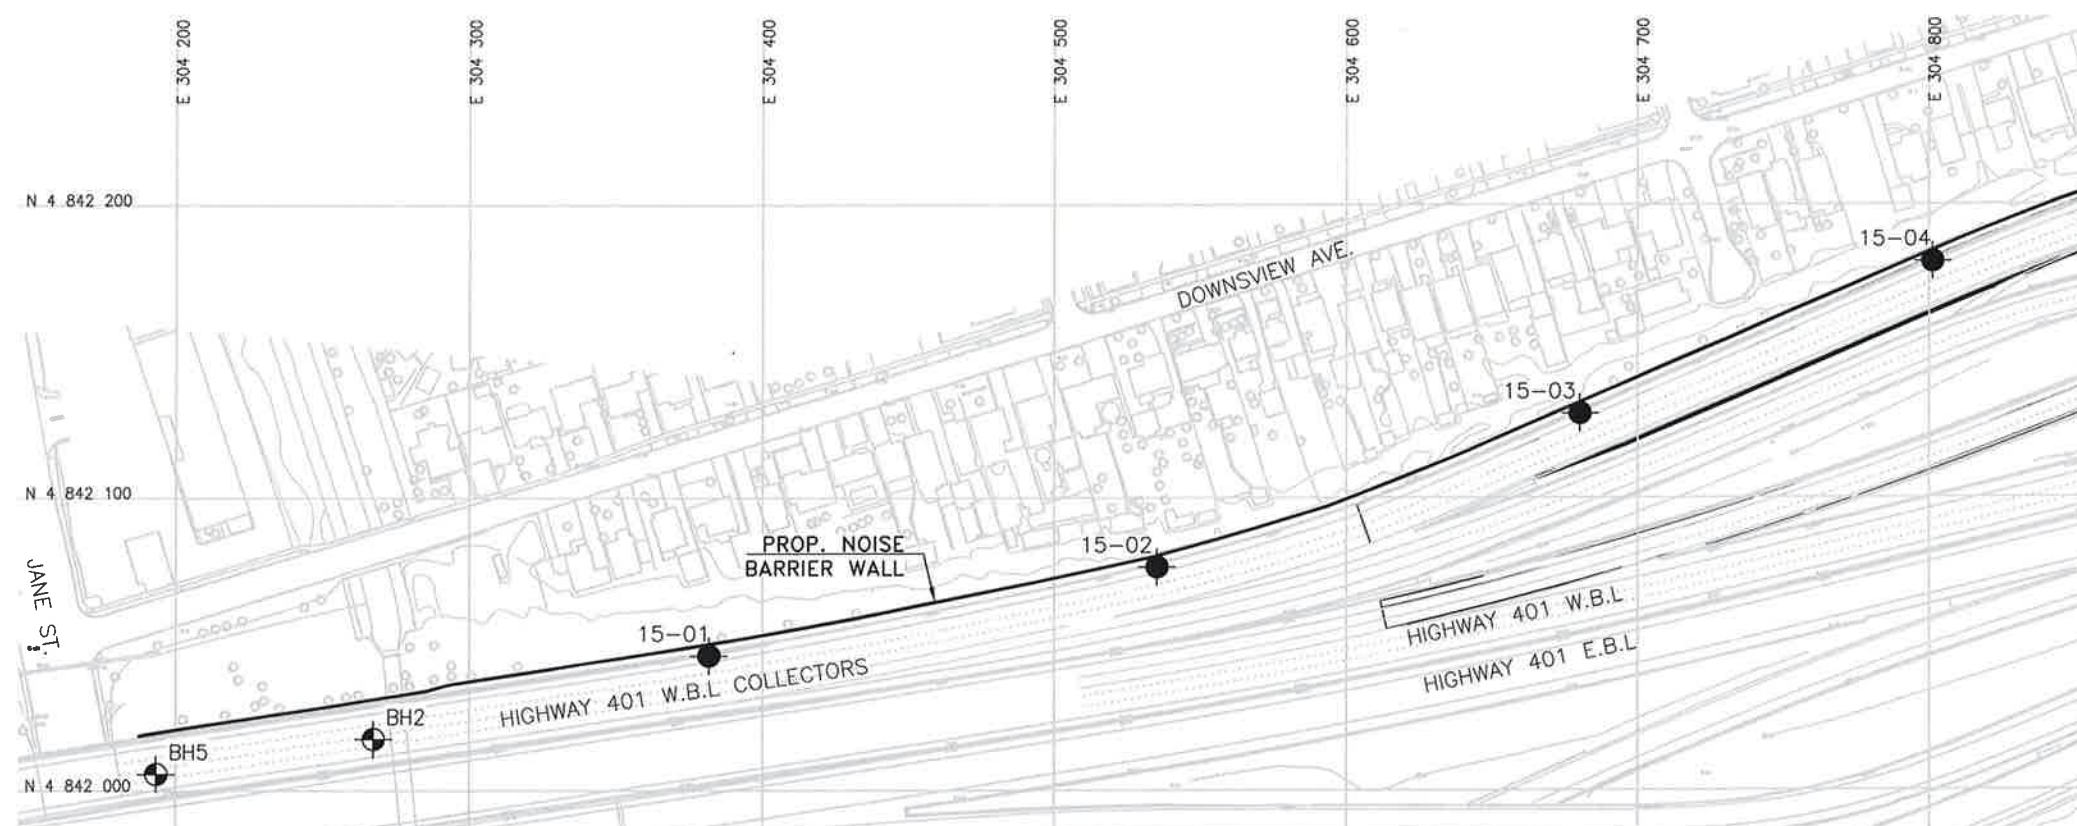 E 304 200
E 304 300
E 304 400
E 304 500
E 304 600
E 304 700
E 304 800
N 4 842 200
15-04
DOWNSVIEW AVE.
15-03
N 4 842 100
PROP. NOISE
BARRIER WALL
15-02
JANE ST.
15-01
HIGHWAY 401 W.B.L
HIGHWAY 401 E.B.L
HIGHWAY 401 W.B.L COLLECTORS
BH2
BH5
N 4 842 000